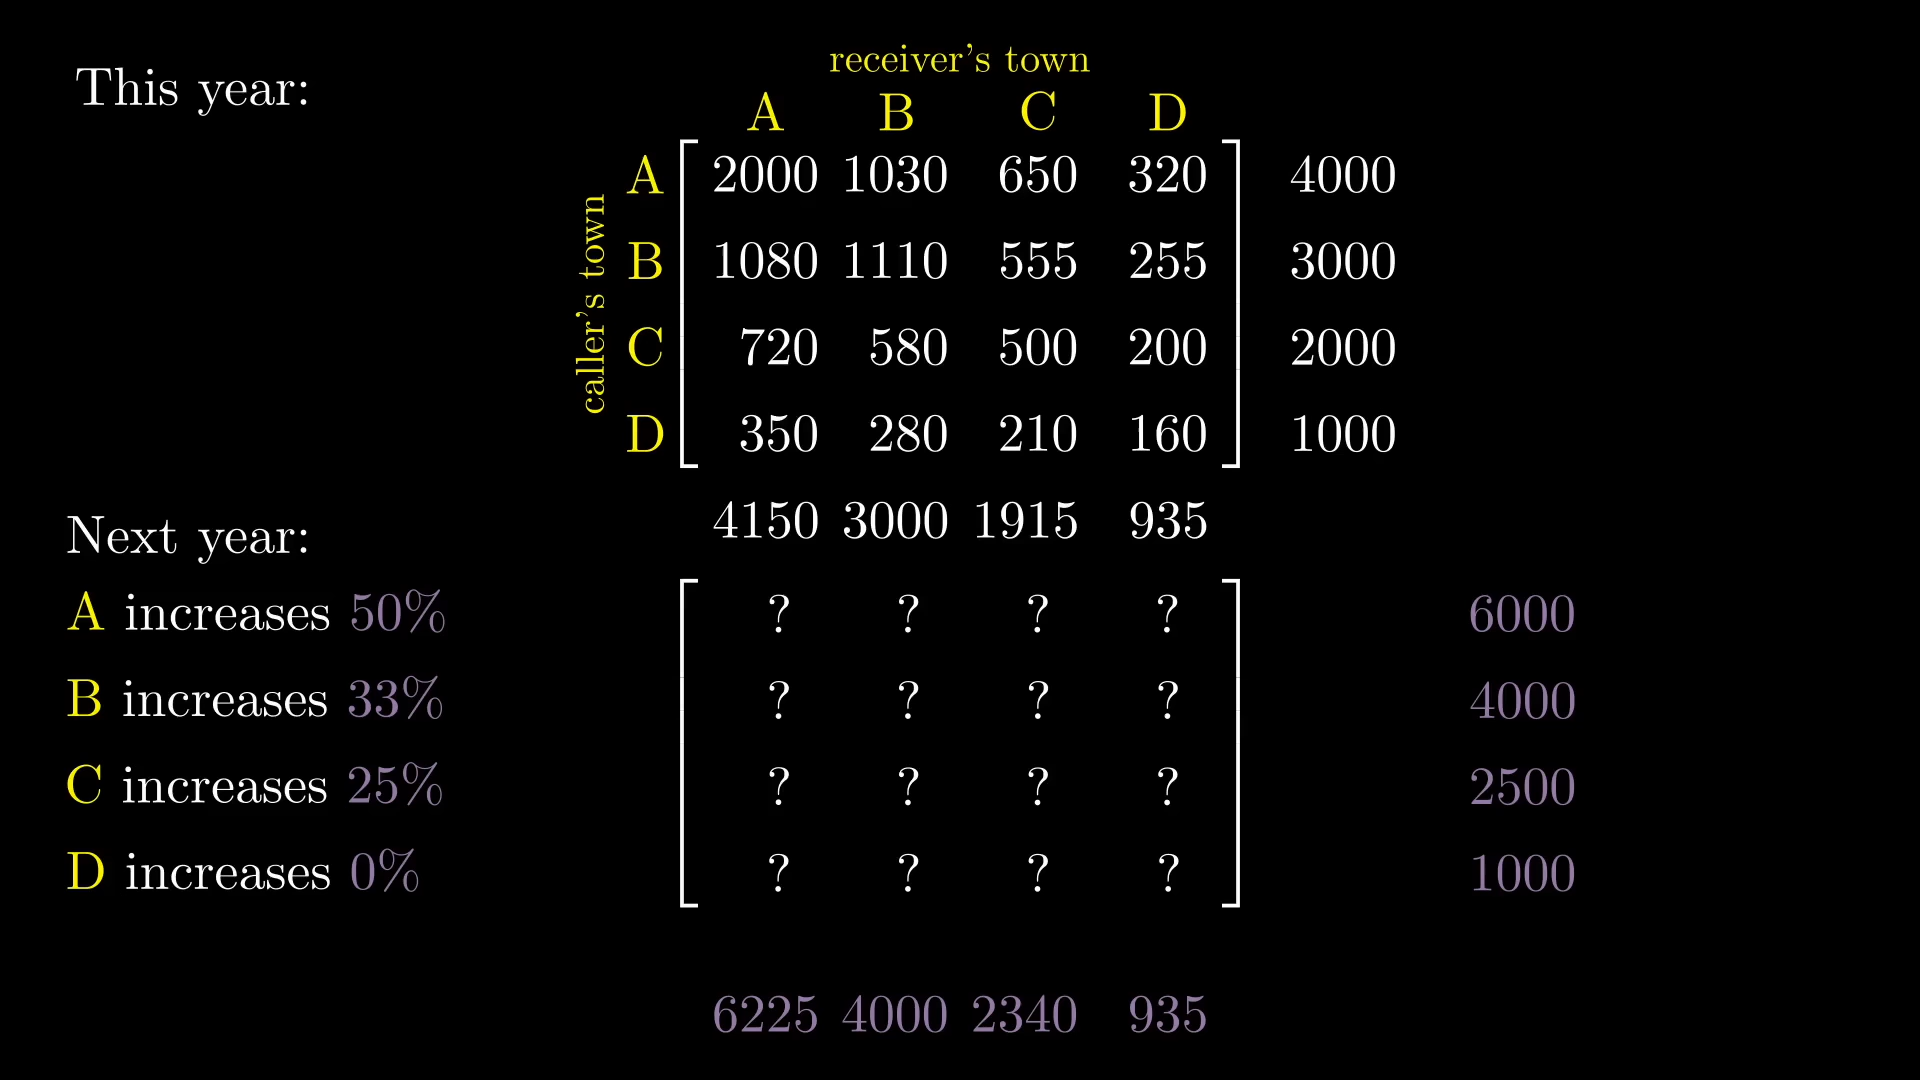 This year:
receiver's town
A B C D
caller's town
A 2000 1030 650 320 4000
B 1080 1110 555 255 3000
C 720 580 500 200 2000
D 350 280 210 160 1000
4150 3000 1915 935
Next year:
A increases 50% ? ? ? ? 6000
B increases 33% ? ? ? ? 4000
C increases 25% ? ? ? ? 2500
D increases 0% ? ? ? ? 1000
6225 4000 2340 935